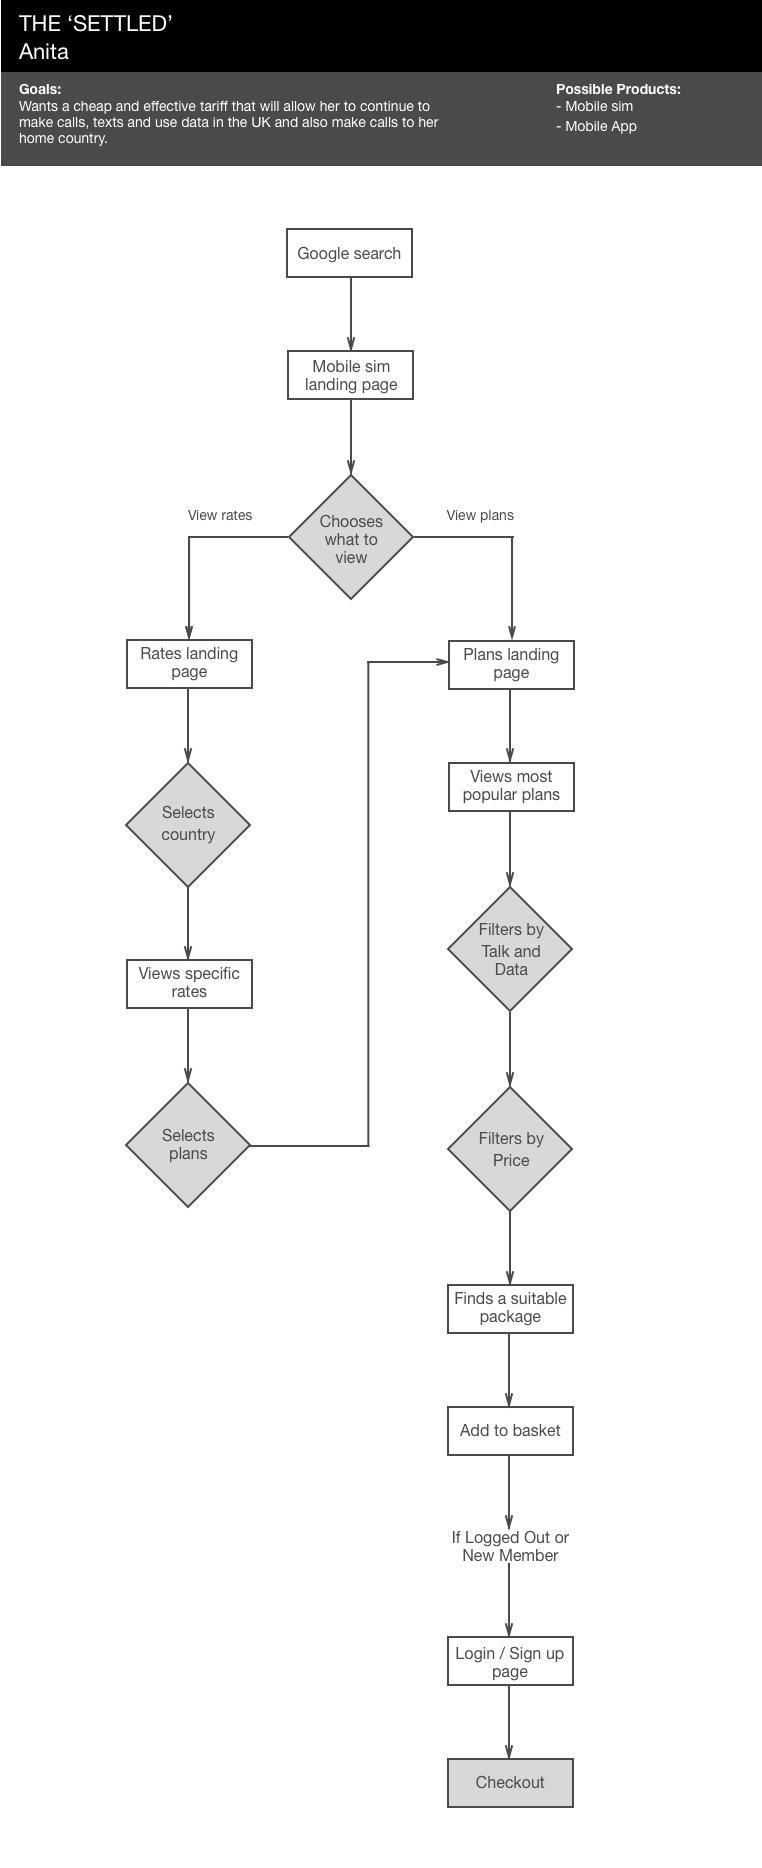 THE ‘SETTLED’
Anita
Goals:
Wants a cheap and effective tariff that will allow her to continue to
make calls, texts and use data in the UK and also make calls to her
home country.
Possible Products:
- Mobile sim
- Mobile App
Google search
Mobile sim
landing page
Chooses
what to
view
View rates
View plans
Rates landing
page
Plans landing
page
Selects
country
Views most
popular plans
Views specific
rates
Filters by
Talk and
Data
Selects
plans
Filters by
Price
Finds a suitable
package
Add to basket
If Logged Out or
New Member
Login / Sign up
page
Checkout